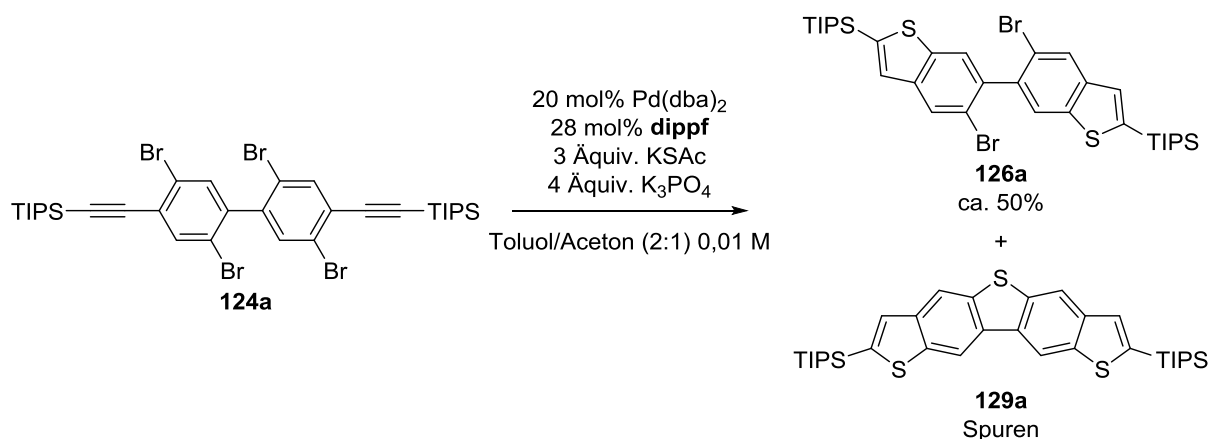 Br
Br
TIPS
TIPS
Br
Br
124a
20 mol% Pd(dba)2
28 mol% dippf
3 Äquiv. KSAc
4 Äquiv. K3PO4
Toluol/Aceton (2:1) 0,01 M
TIPS
S
Br
Br
S
TIPS
126a
ca. 50%
+
S
TIPS
S
S
TIPS
129a
Spuren